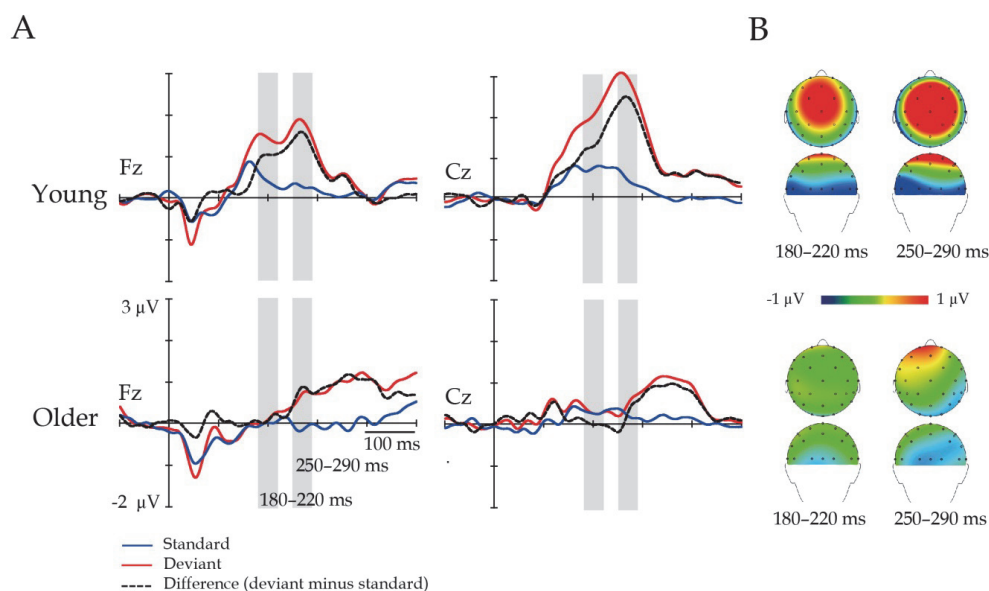 A
B
Fz
Cz
Young
180–220 ms
250–290 ms
-1 µV
1 µV
3 µV
Fz
Cz
Older
100 ms
250–290 ms
180–220 ms
-2 µV
180–220 ms
250–290 ms
Standard
Deviant
Difference (deviant minus standard)